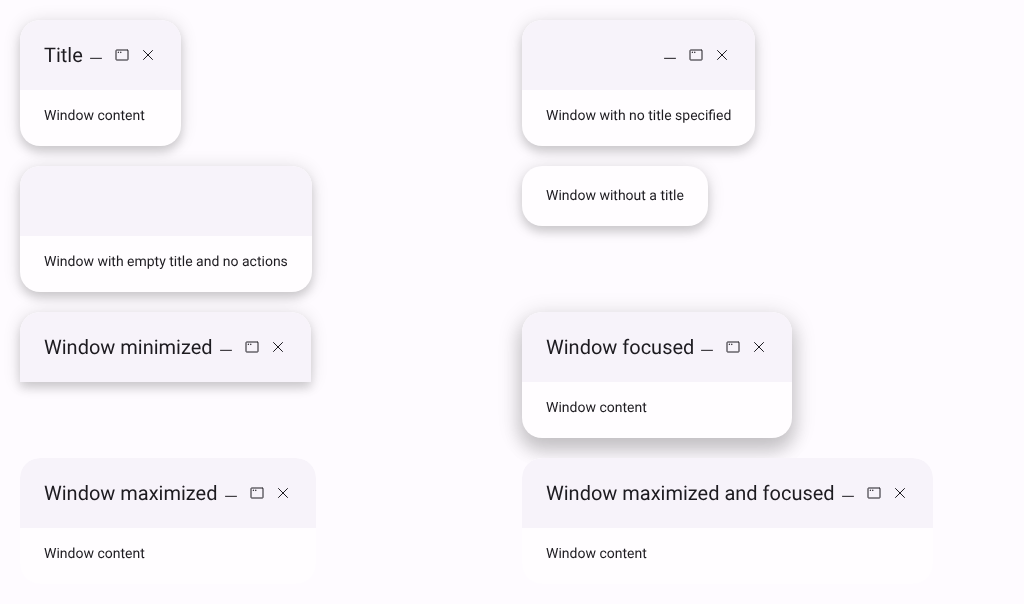 Title
Window content
Window with no title specified
Window with empty title and no actions
Window without a title
Window minimized
Window focused
Window content
Window maximized
Window content
Window maximized and focused
Window content